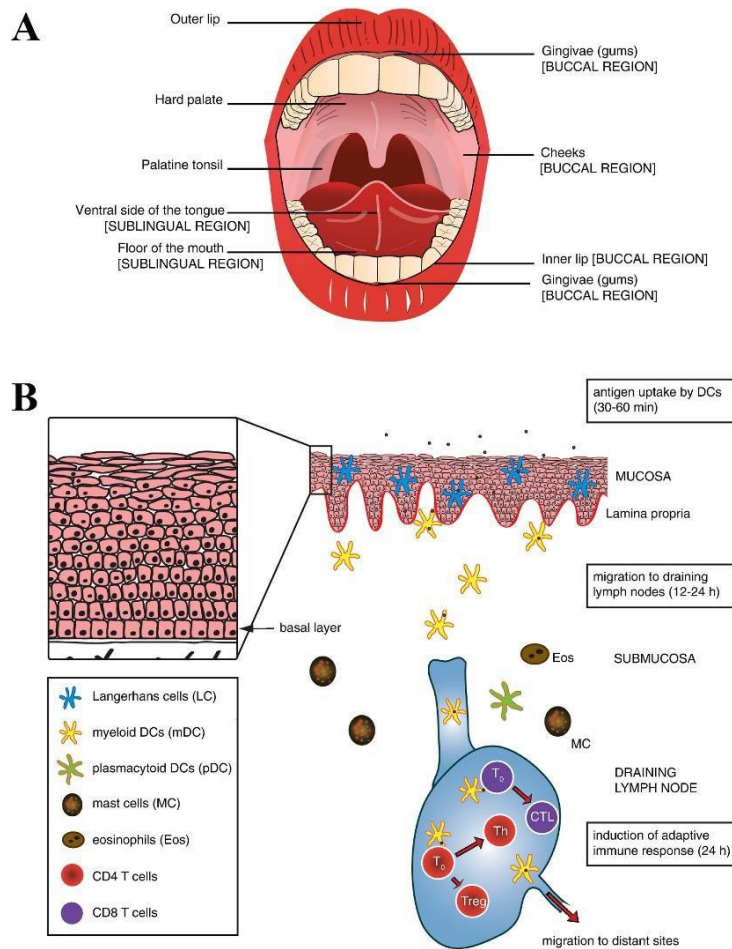 A
Outer lip
Gingivae (gums)
[BUCCAL REGION]
Hard palate
Palatine tonsil
Cheeks
[BUCCAL REGION]
Ventral side of the tongue
[SUBLINGUAL REGION]
Floor of the mouth
[SUBLINGUAL REGION]
Inner lip [BUCCAL REGION]
Gingivae (gums)
[BUCCAL REGION]
B
antigen uptake by DCs
(30-60 min)
MUCOSA
Lamina propria
migration to draining
lymph nodes (12-24 h)
basal layer
Eos
SUBMUCOSA
MC
Langerhans cells (LC)
myeloid DCs (mDC)
plasmacytoid DCs (pDC)
mast cells (MC)
eosinophils (Eos)
CD4 T cells
CD8 T cells
DRAINING
LYMPH NODE
T0
CTL
Th
T0
Treg
induction of adaptive
immune response (24 h)
migration to distant sites